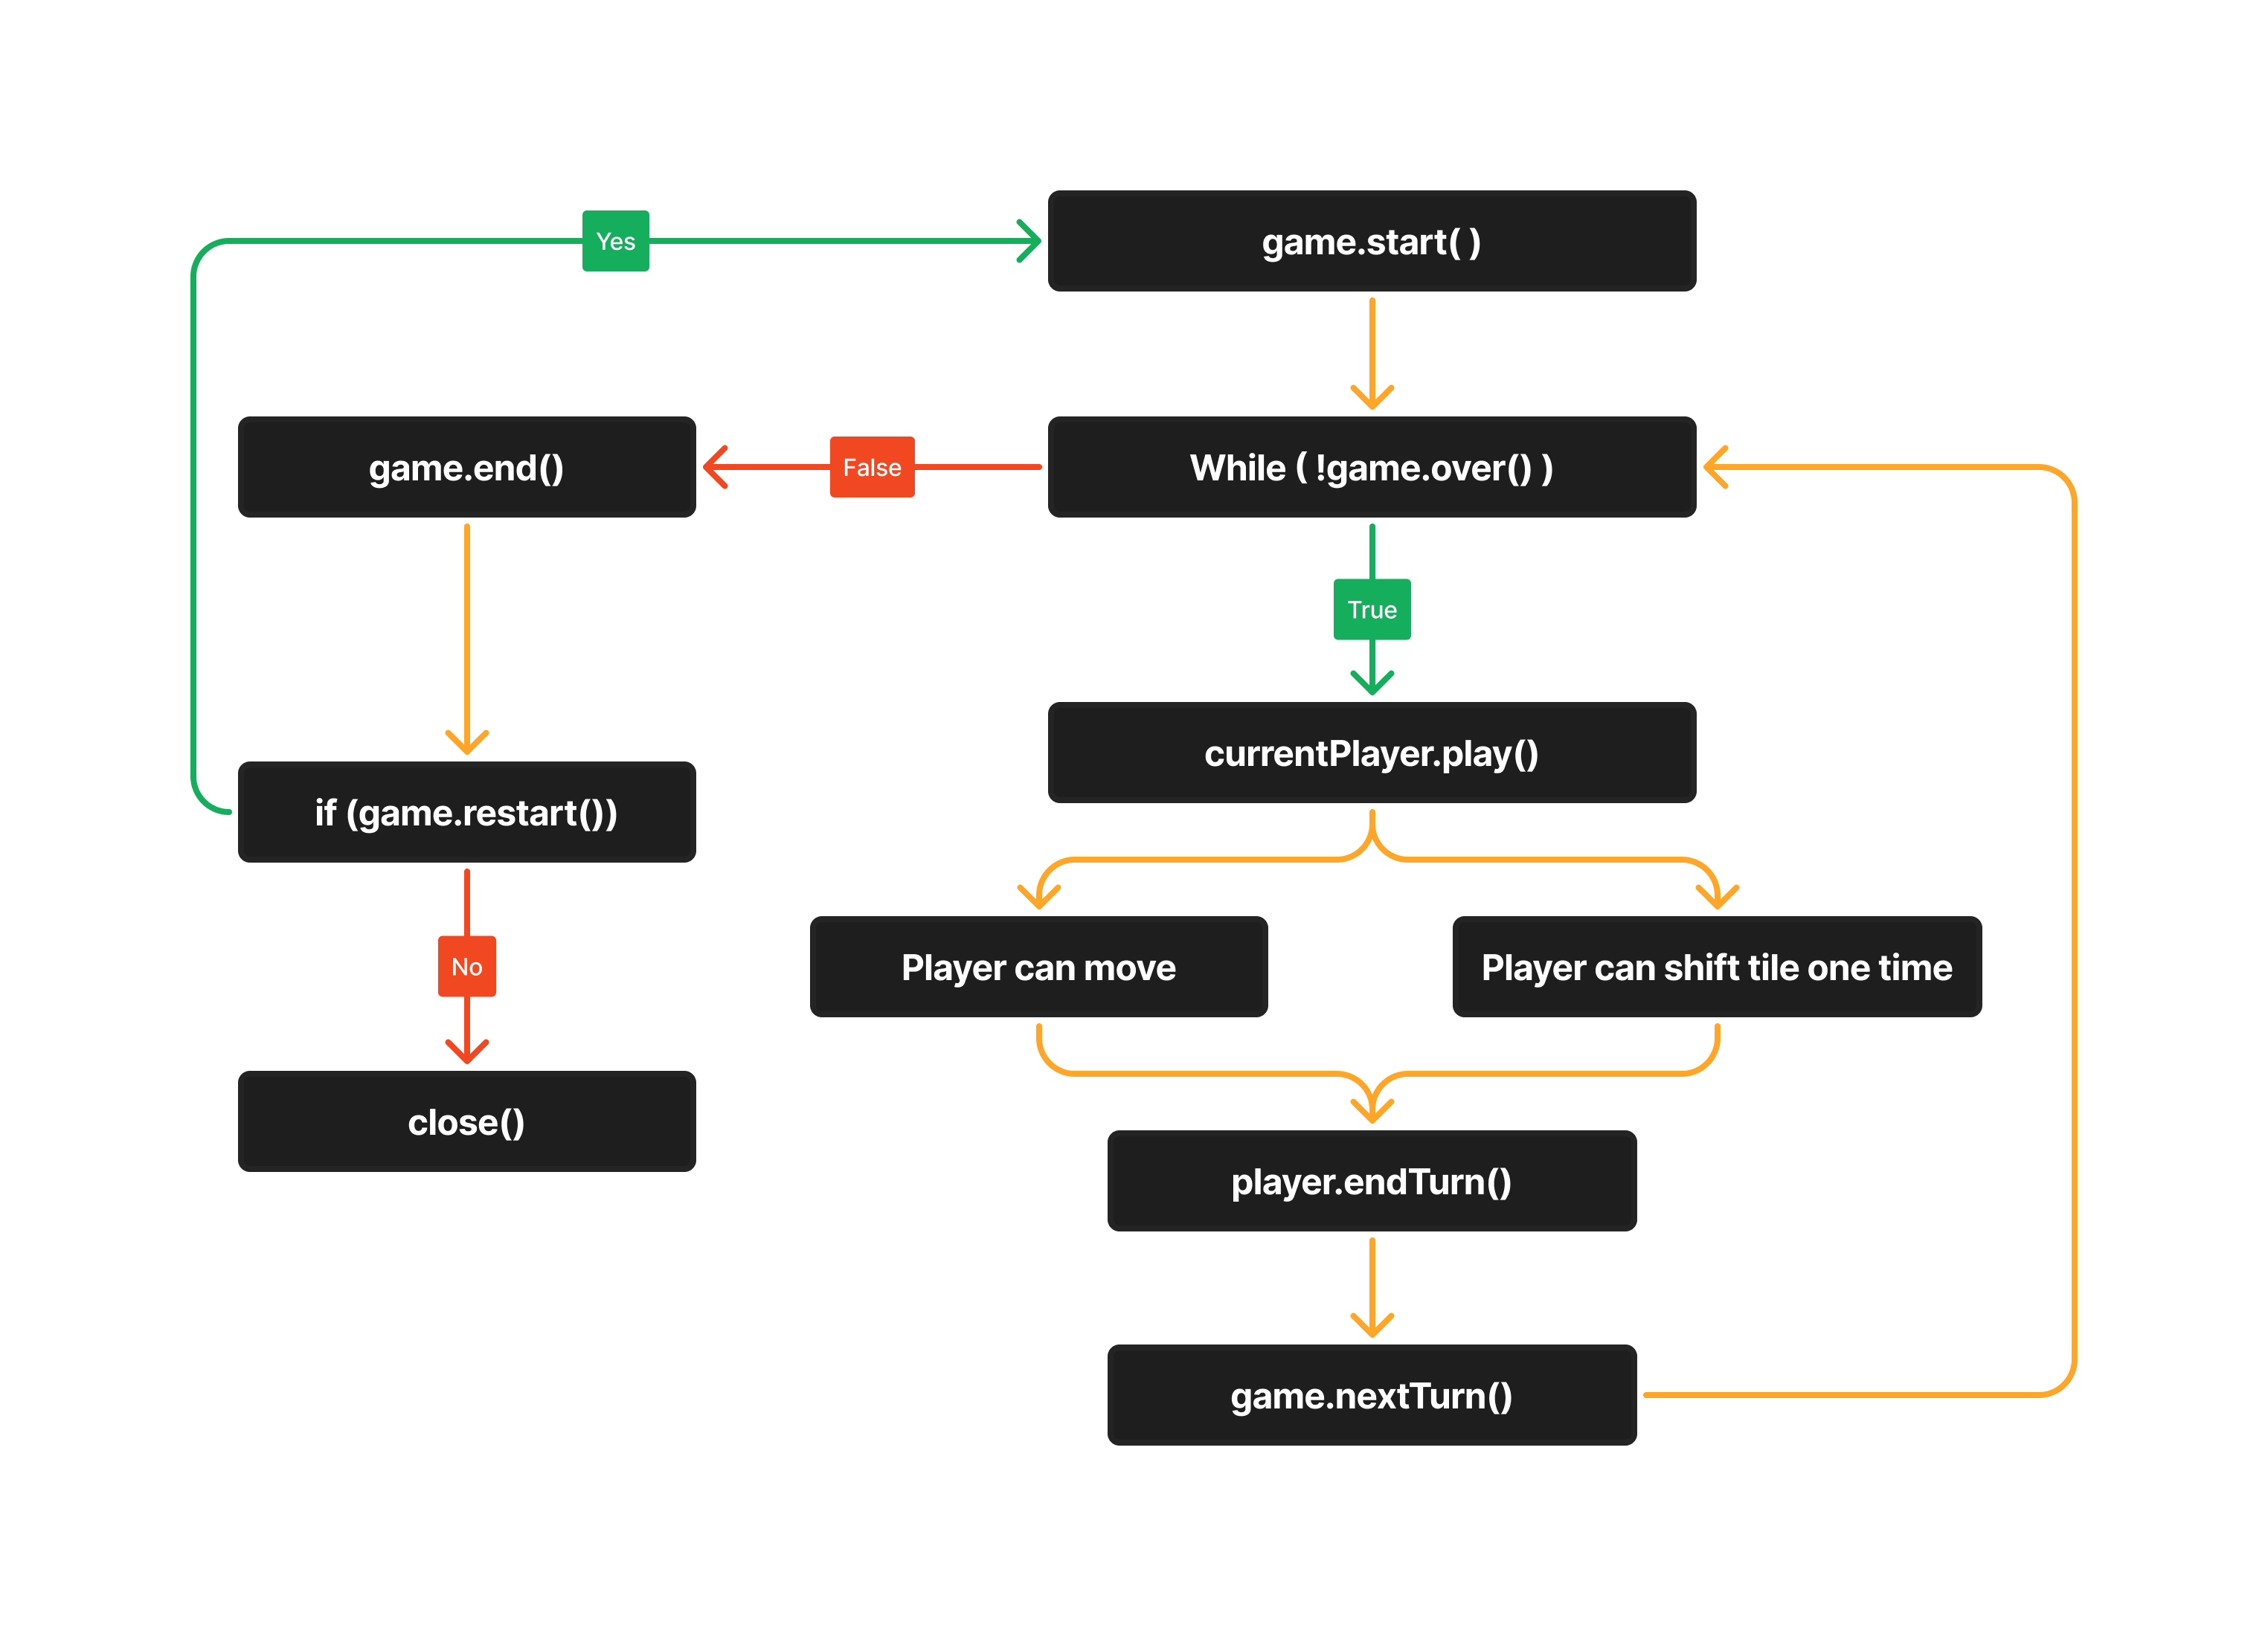 Yes
game.start( )
game.end()
False
While ( !game.over() )
True
currentPlayer.play()
if (game.restart())
Player can move
Player can shift tile one time
No
close()
player.endTurn()
game.nextTurn()